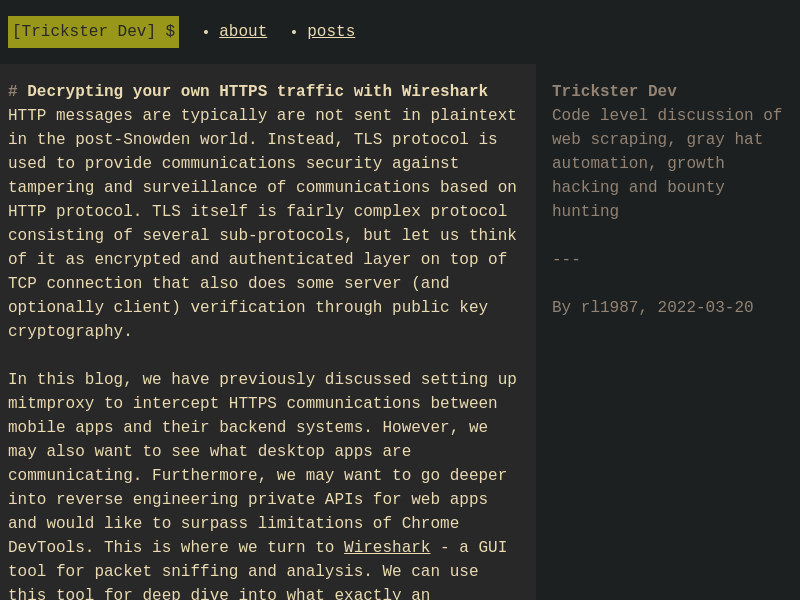 [Trickster Dev] $
• about
• posts
# Decrypting your own HTTPS traffic with Wireshark
HTTP messages are typically are not sent in plaintext
in the post-Snowden world. Instead, TLS protocol is
used to provide communications security against
tampering and surveillance of communications based on
HTTP protocol. TLS itself is fairly complex protocol
consisting of several sub-protocols, but let us think
of it as encrypted and authenticated layer on top of
TCP connection that also does some server (and
optionally client) verification through public key
cryptography.
In this blog, we have previously discussed setting up
mitmproxy to intercept HTTPS communications between
mobile apps and their backend systems. However, we
may also want to see what desktop apps are
communicating. Furthermore, we may want to go deeper
into reverse engineering private APIs for web apps
and would like to surpass limitations of Chrome
DevTools. This is where we turn to Wireshark - a GUI
tool for packet sniffing and analysis. We can use
this tool for deep dive into what exactly an
Trickster Dev
Code level discussion of
web scraping, gray hat
automation, growth
hacking and bounty
hunting
---
By rl1987, 2022-03-20